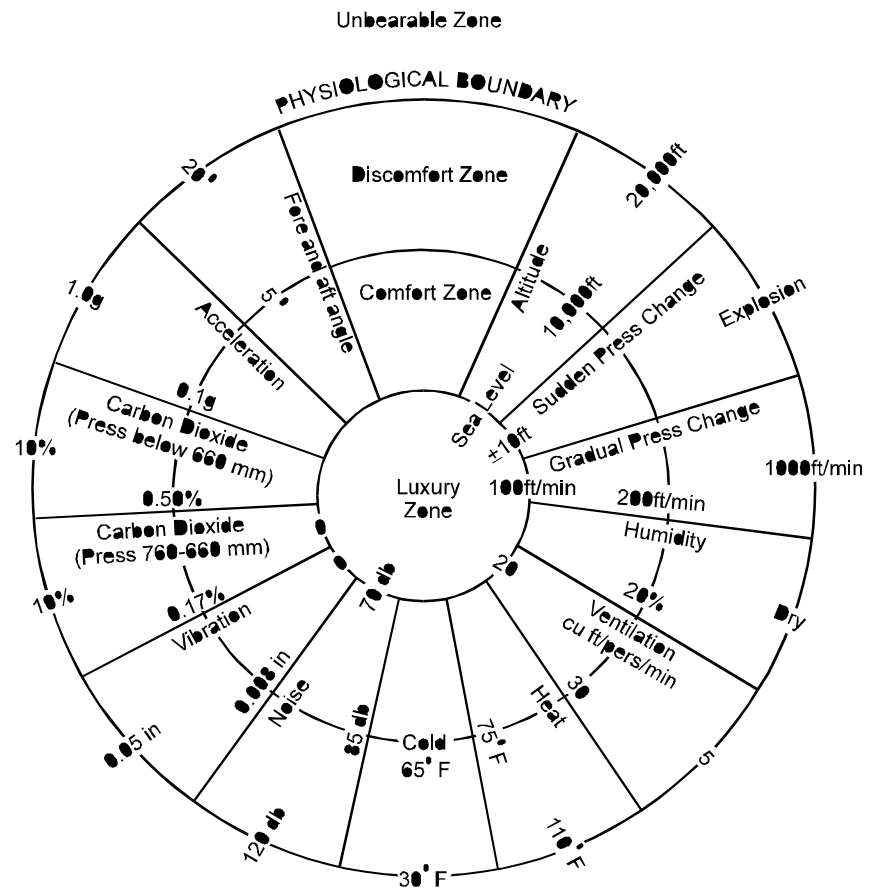 Unbearable Zone
PHYSIOLOGICAL BOUNDARY
Discomfort Zone
Comfort Zone
Luxury
Zone
Altitude
20,000ft
10,000ft
Sea Level
Sudden Press Change
Explosion
±10ft
Gradual Press Change
1000ft/min
200ft/min
100ft/min
Humidity
Dry
20%
20
Ventilation
cu ft/pers/min
30
5
Heat
75° F
110° F
Cold
65° F
30° F
Noise
70 db
85 db
120 db
Vibration
0
0.008 in
0.05 in
Carbon Dioxide
(Press 760-660 mm)
0
0.17%
10%
Carbon Dioxide
(Press below 660 mm)
0.50%
10%
Acceleration
0.1g
1.0g
Fore and aft angle
5°
20°